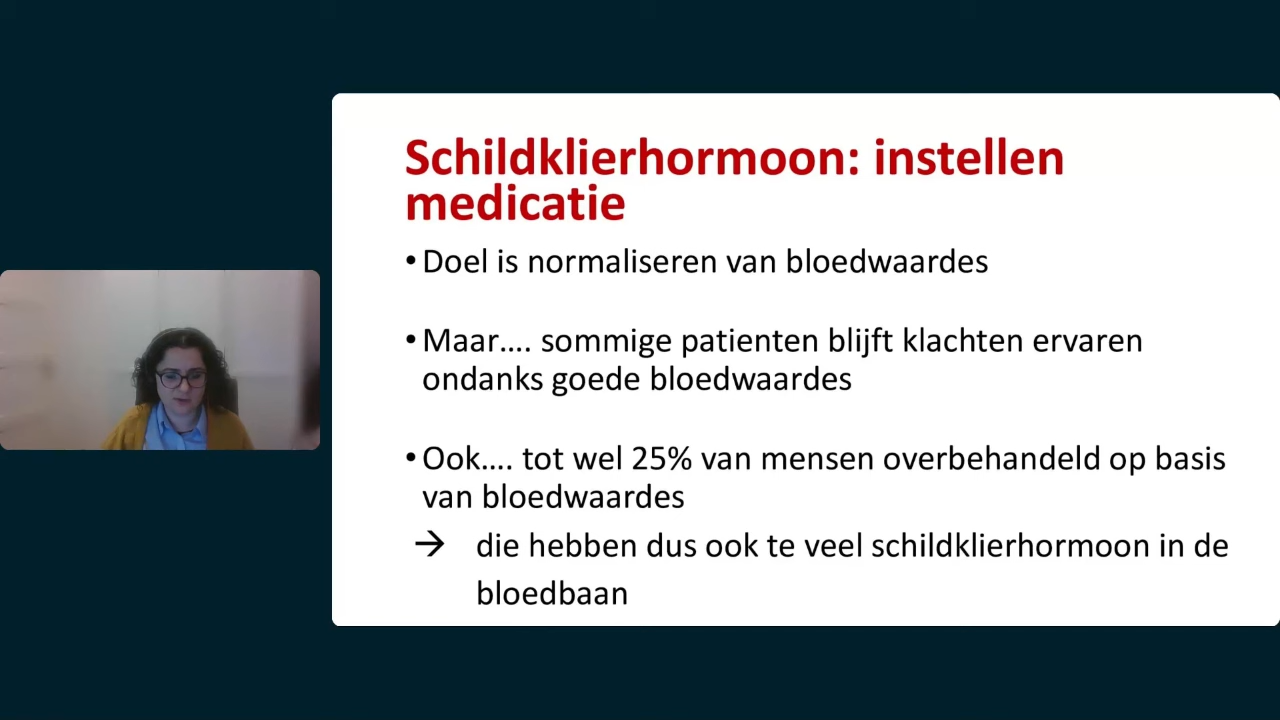 Schildklierhormoon: instellen
medicatie
• Doel is normaliseren van bloedwaardes
• Maar.... sommige patienten blijft klachten ervaren
ondanks goede bloedwaardes
• Ook.... tot wel 25% van mensen overbehandeld op basis
van bloedwaardes
→ die hebben dus ook te veel schildklierhormoon in de
bloedbaan